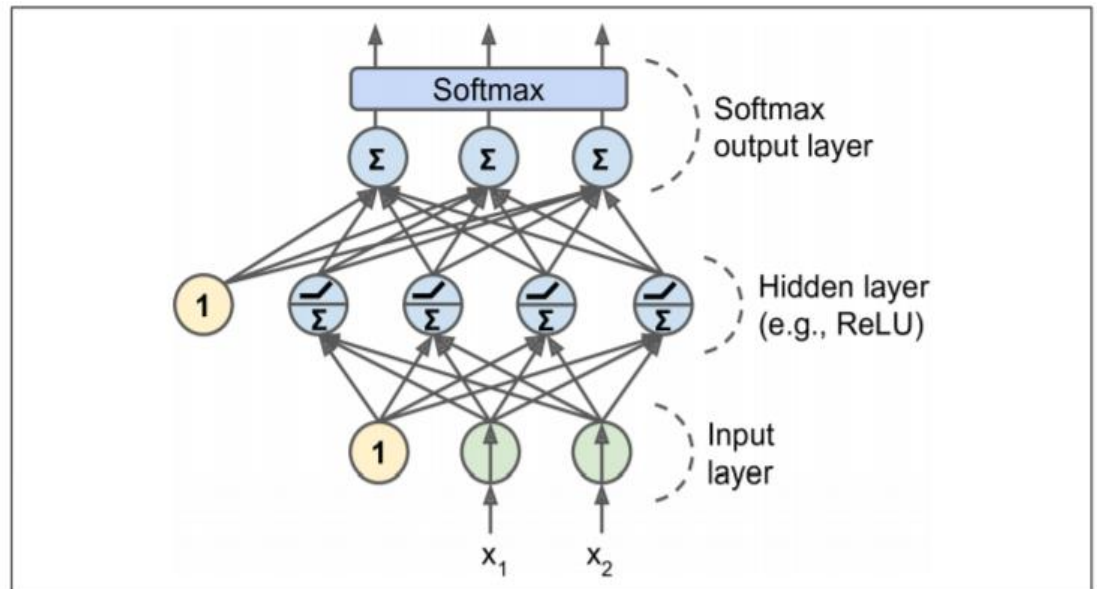 Softmax
Softmax
output layer
Σ
Σ
Σ
1
Σ
Σ
Σ
Σ
Hidden layer
(e.g., ReLU)
1
Input
layer
x₁
x₂